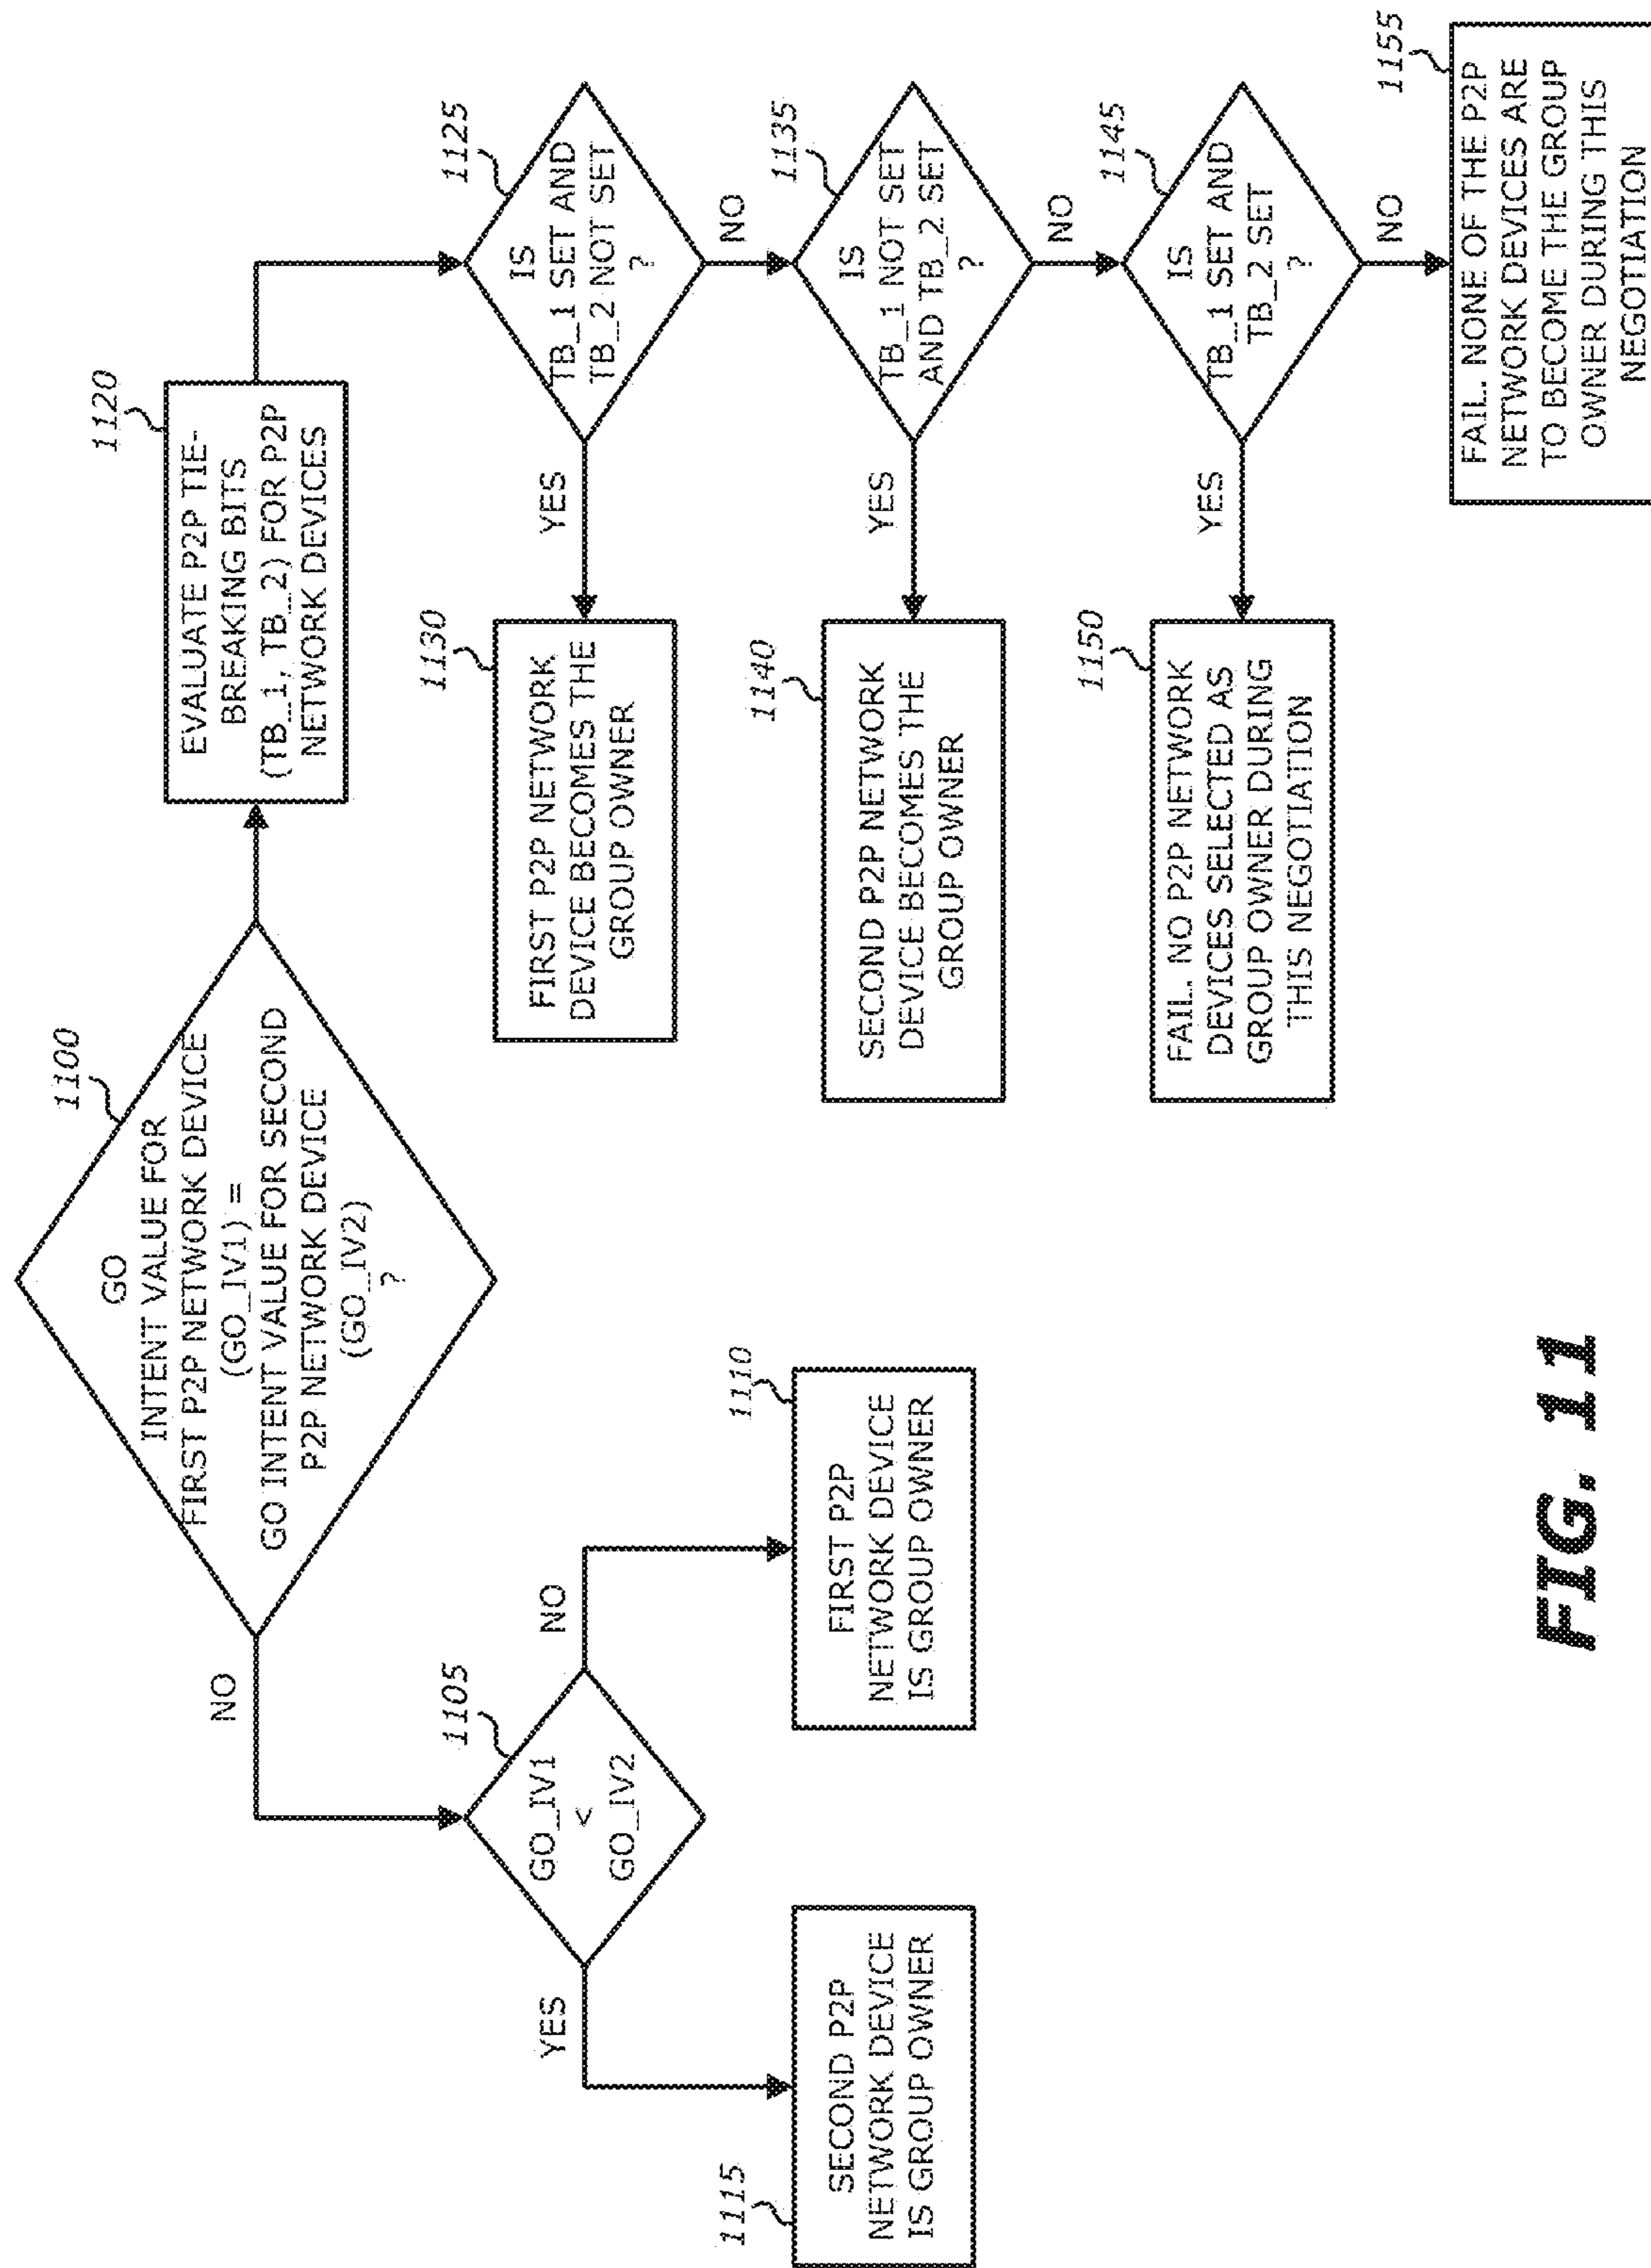 1100
GO
INTENT VALUE FOR
FIRST P2P NETWORK DEVICE
(GO_IV1) =
GO INTENT VALUE FOR SECOND
P2P NETWORK DEVICE
(GO_IV2)
?
NO
1105
GO_IV1
<
GO_IV2
YES
NO
1115
SECOND P2P
NETWORK DEVICE
IS GROUP OWNER
1110
FIRST P2P
NETWORK DEVICE
IS GROUP OWNER
1120
EVALUATE P2P TIE-
BREAKING BITS
(TB_1, TB_2) FOR P2P
NETWORK DEVICES
1125
IS
TB_1 SET AND
TB_2 NOT SET
?
YES
NO
1130
FIRST P2P NETWORK
DEVICE BECOMES THE
GROUP OWNER
1135
IS
TB_1 NOT SET
AND TB_2 SET
?
YES
NO
1140
SECOND P2P NETWORK
DEVICE BECOMES THE
GROUP OWNER
1145
IS
TB_1 SET AND
TB_2 SET
?
YES
NO
1150
FAIL. NO P2P NETWORK
DEVICES SELECTED AS
GROUP OWNER DURING
THIS NEGOTIATION
1155
FAIL. NONE OF THE P2P
NETWORK DEVICES ARE
TO BECOME THE GROUP
OWNER DURING THIS
NEGOTIATION
FIG. 11